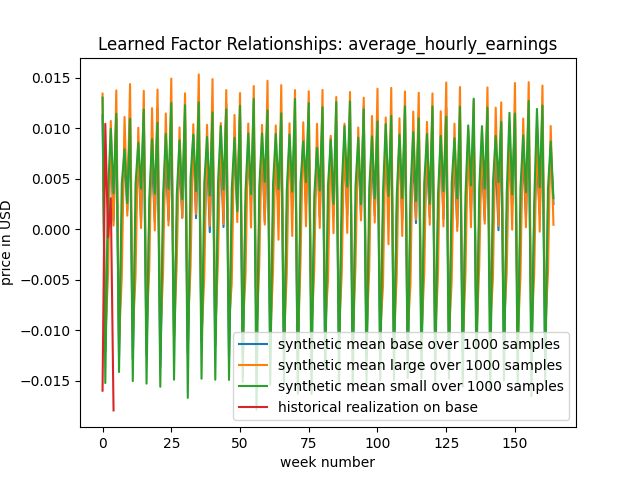 Learned Factor Relationships: average_hourly_earnings
price in USD
0.015
0.010
0.005
0.000
−0.005
−0.010
−0.015
synthetic mean base over 1000 samples
synthetic mean large over 1000 samples
synthetic mean small over 1000 samples
historical realization on base
0 25 50 75 100 125 150
week number